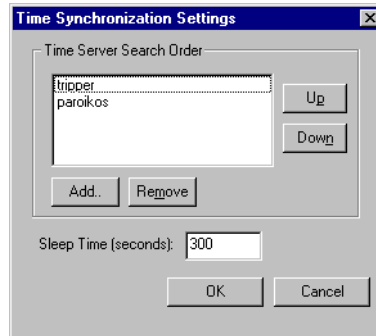 Time Synchronization Settings
Time Server Search Order
tripper
paroikos
Up
Down
Add..
Remove
Sleep Time (seconds):
300
OK
Cancel